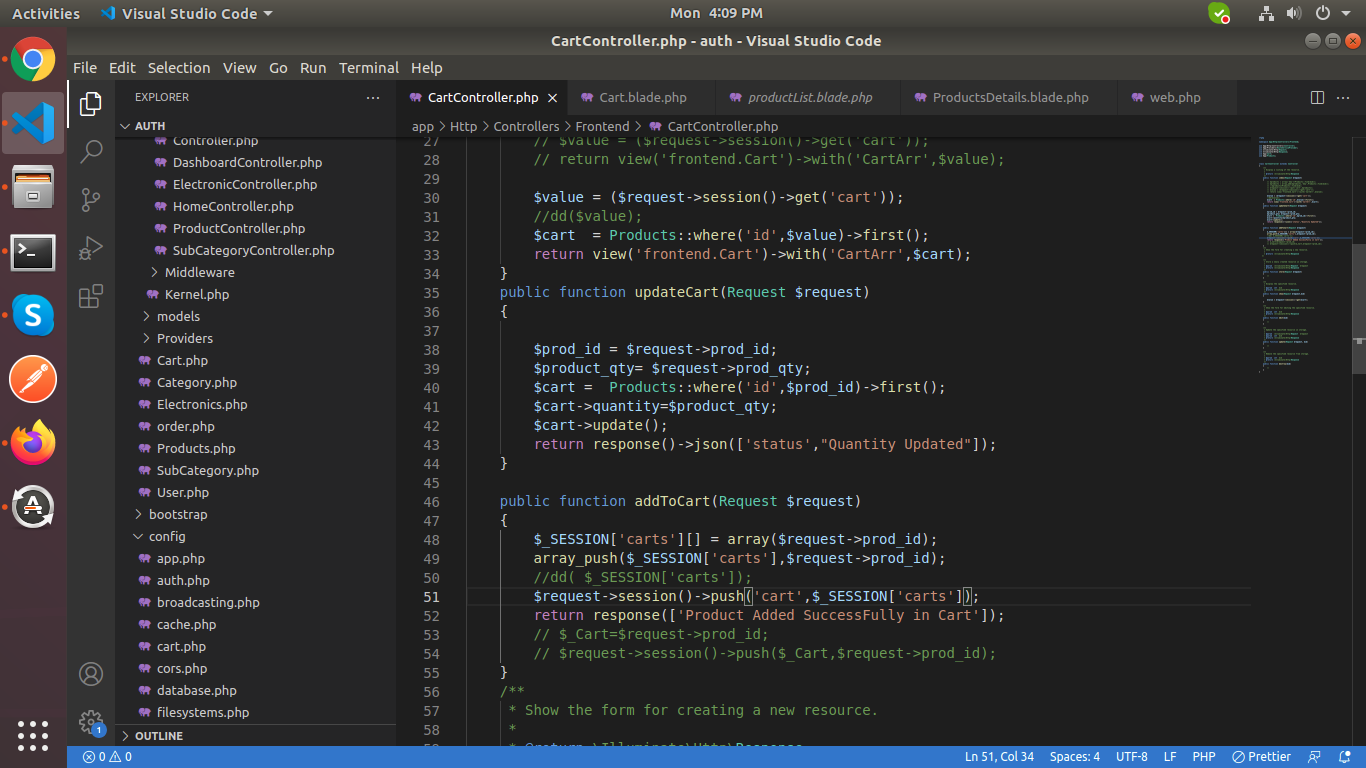 Activities Visual Studio Code Mon 4:09 PM
CartController.php - auth - Visual Studio Code
File Edit Selection View Go Run Terminal Help
EXPLORER
AUTH
Controller.php
DashboardController.php
ElectronicController.php
HomeController.php
ProductController.php
SubCategoryController.php
Middleware
Kernel.php
models
Providers
Cart.php
Category.php
Electronics.php
order.php
Products.php
SubCategory.php
User.php
bootstrap
config
app.php
auth.php
broadcasting.php
cache.php
cart.php
cors.php
database.php
filesystems.php
OUTLINE
1
CartController.php Cart.blade.php productList.blade.php ProductsDetails.blade.php web.php
app > Http > Controllers > Frontend > CartController.php
27 // $value = ($request->session()->get('cart'));
28 // return view('frontend.Cart')->with('CartArr',$value);
29
30 $value = ($request->session()->get('cart'));
31 //dd($value);
32 $cart  = Products::where('id',$value)->first();
33 return view('frontend.Cart')->with('CartArr',$cart);
34 }
35 public function updateCart(Request $request)
36 {
37
38 $prod_id = $request->prod_id;
39 $product_qty= $request->prod_qty;
40 $cart =  Products::where('id',$prod_id)->first();
41 $cart->quantity=$product_qty;
42 $cart->update();
43 return response()->json(['status',"Quantity Updated"]);
44 }
45
46 public function addToCart(Request $request)
47 {
48 $_SESSION['carts'][] = array($request->prod_id);
49 array_push($_SESSION['carts'],$request->prod_id);
50 //dd( $_SESSION['carts']);
51 $request->session()->push('cart',$_SESSION['carts']);
52 return response(['Product Added SuccessFully in Cart']);
53 // $_Cart=$request->prod_id;
54 // $request->session()->push($_Cart,$request->prod_id);
55 }
56 /**
57 * Show the form for creating a new resource.
58 *
59 * @return \Illuminate\Http\Response
0 0 Ln 51, Col 34 Spaces: 4 UTF-8 LF PHP Prettier